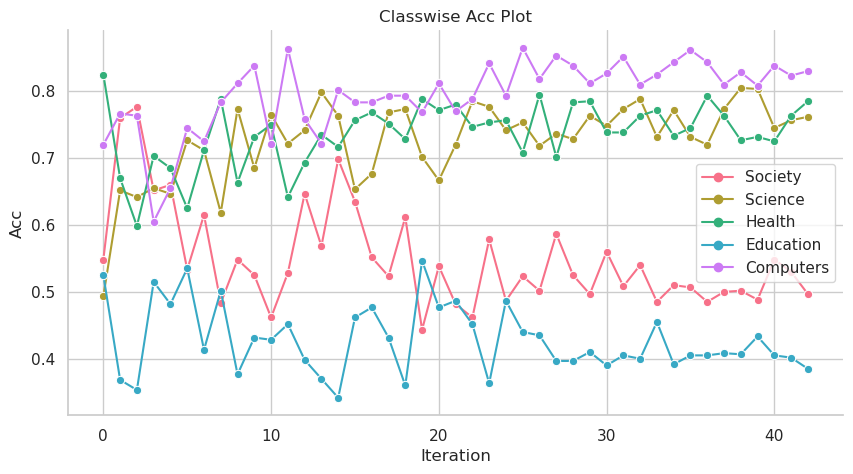 Classwise Acc Plot
Acc
0.8
0.7
0.6
0.5
0.4
Society
Science
Health
Education
Computers
0
10
20
30
40
Iteration